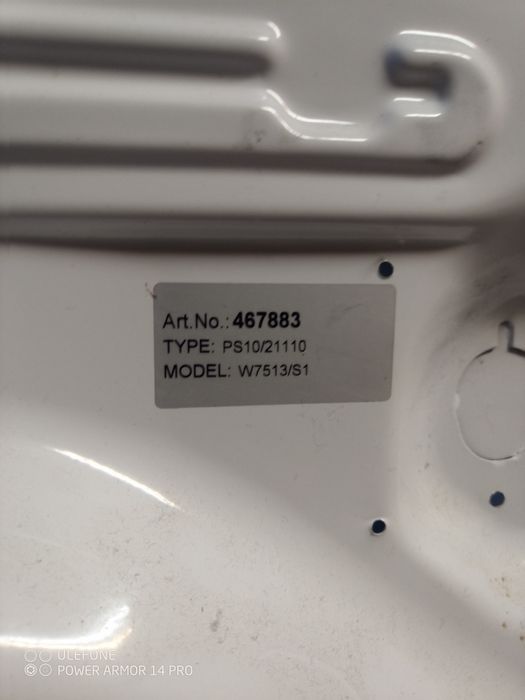 Art.No.: 467883
TYPE: PS10/21110
MODEL: W7513/S1
ULEFONE
POWER ARMOR 14 PRO